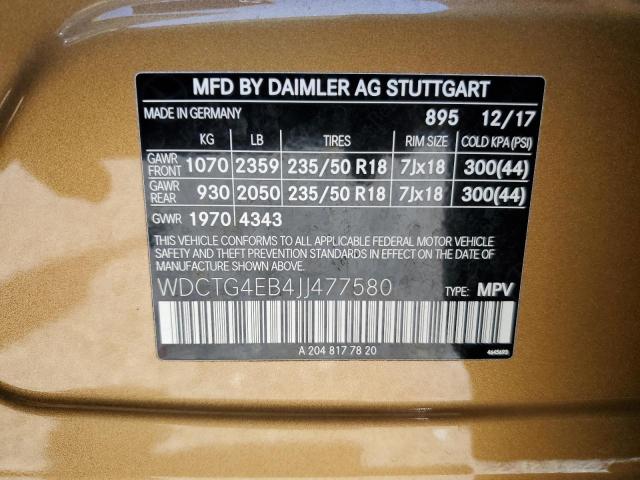 MFD BY DAIMLER AG STUTTGART
MADE IN GERMANY 895 12/17
KG LB TIRES RIM SIZE COLD KPA (PSI)
GAWR FRONT 1070 2359 235/50 R18 7Jx18 300(44)
GAWR REAR 930 2050 235/50 R18 7Jx18 300(44)
GVWR 1970 4343
THIS VEHICLE CONFORMS TO ALL APPLICABLE FEDERAL MOTOR VEHICLE
SAFETY AND THEFT PREVENTION STANDARDS IN EFFECT ON THE DATE
OF MANUFACTURE SHOWN ABOVE.
WDCTG4EB4JJ477580 TYPE: MPV
A 204 817 78 20